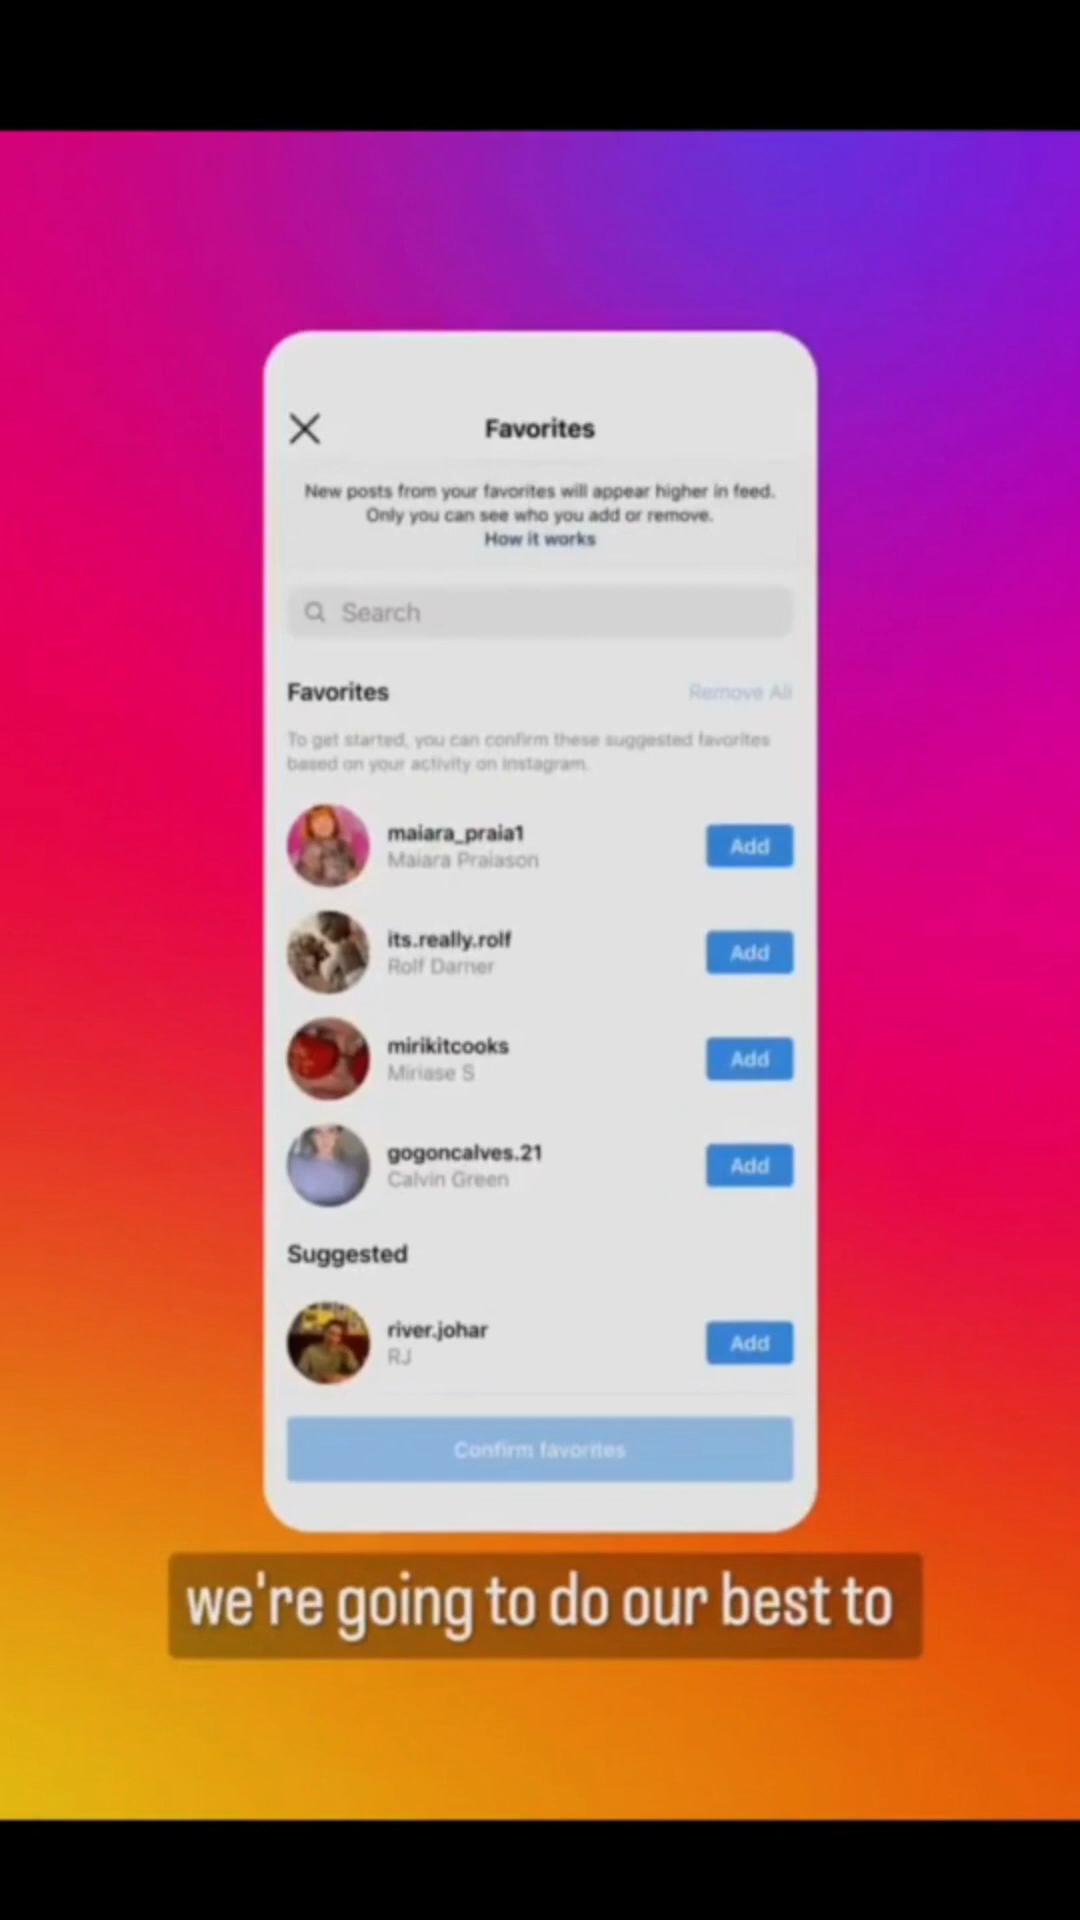 Favorites
New posts from your favorites will appear higher in feed.
Only you can see who you add or remove.
How it works
Search
Favorites
Remove All
To get started, you can confirm these suggested favorites
based on your activity on Instagram.
maiara_praia1
Maiara Praiason
Add
its.really.rolf
Rolf Darner
Add
mirikitcooks
Miriase S
Add
gogoncalves.21
Calvin Green
Add
Suggested
river.johar
RJ
Add
Confirm favorites
we're going to do our best to